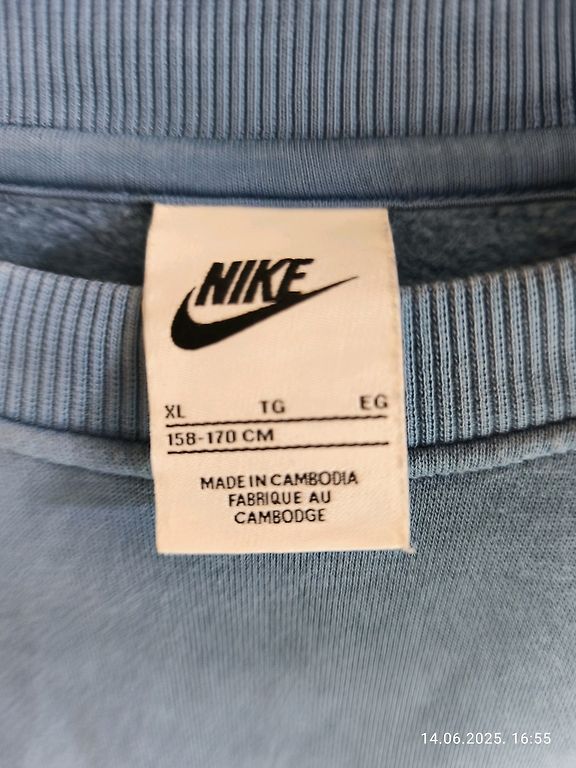 NIKE
XL TG EG
158-170 CM
MADE IN CAMBODIA
FABRIQUE AU
CAMBODGE
14.06.2025. 16:55